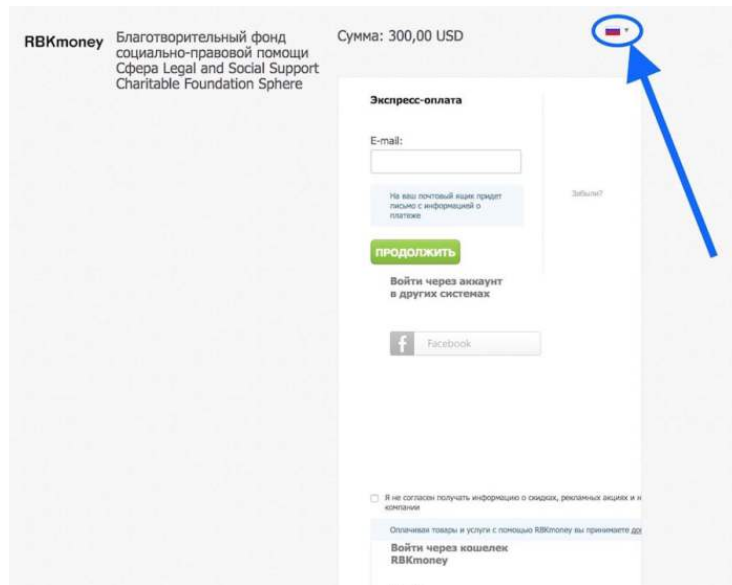 RBKmoney
Благотворительный фонд
социально-правовой помощи
Сфера Legal and Social Support
Charitable Foundation Sphere
Сумма: 300,00 USD
Экспресс-оплата
E-mail:
На ваш почтовый ящик придет
письмо с информацией о
платеже
Забыли?
ПРОДОЛЖИТЬ
Войти через аккаунт
в других системах
Facebook
Я не согласен получать информацию о скидках, рекламных акциях и н
компании
Оплачивая товары и услуги с помощью RBKmoney вы принимаете до
Войти через кошелек
RBKmoney